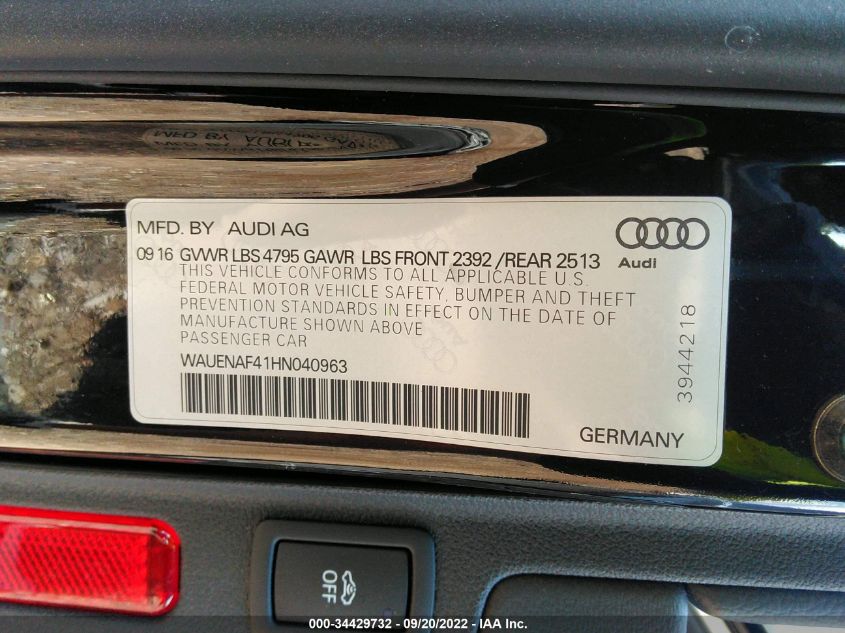 MFD. BY AUDI AG
Audi
09 16 GVWR LBS 4795 GAWR LBS FRONT 2392 /REAR 2513
THIS VEHICLE CONFORMS TO ALL APPLICABLE U.S.
FEDERAL MOTOR VEHICLE SAFETY, BUMPER AND THEFT
PREVENTION STANDARDS IN EFFECT ON THE DATE OF
MANUFACTURE SHOWN ABOVE
PASSENGER CAR
WAUENAF41HN040963
GERMANY
3944218
OFF
000-34429732 - 09/20/2022 - IAA Inc.